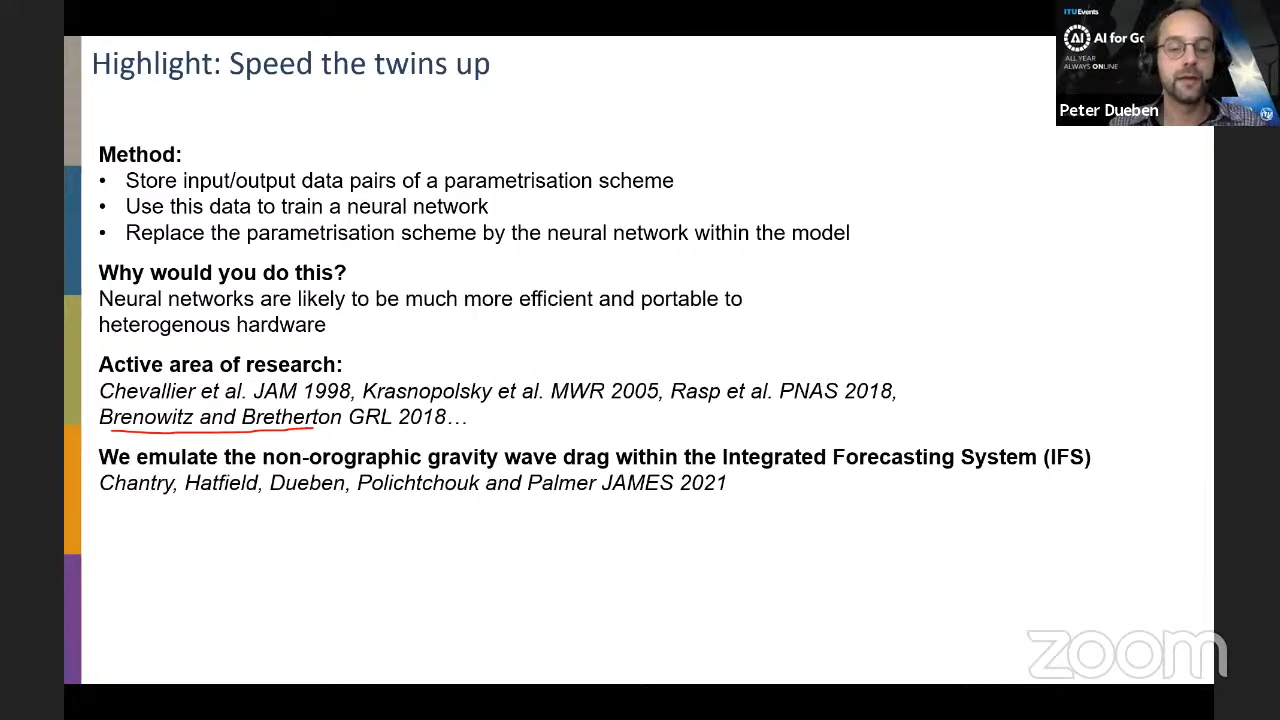 Highlight: Speed the twins up
ITUEvents
AI
AI for Go
ALL YEAR
ALWAYS ONLINE
Peter Dueben
Method:
• Store input/output data pairs of a parametrisation scheme
• Use this data to train a neural network
• Replace the parametrisation scheme by the neural network within the model
Why would you do this?
Neural networks are likely to be much more efficient and portable to
heterogenous hardware
Active area of research:
Chevallier et al. JAM 1998, Krasnopolsky et al. MWR 2005, Rasp et al. PNAS 2018,
Brenowitz and Bretherton GRL 2018…
We emulate the non-orographic gravity wave drag within the Integrated Forecasting System (IFS)
Chantry, Hatfield, Dueben, Polichtchouk and Palmer JAMES 2021
zoom